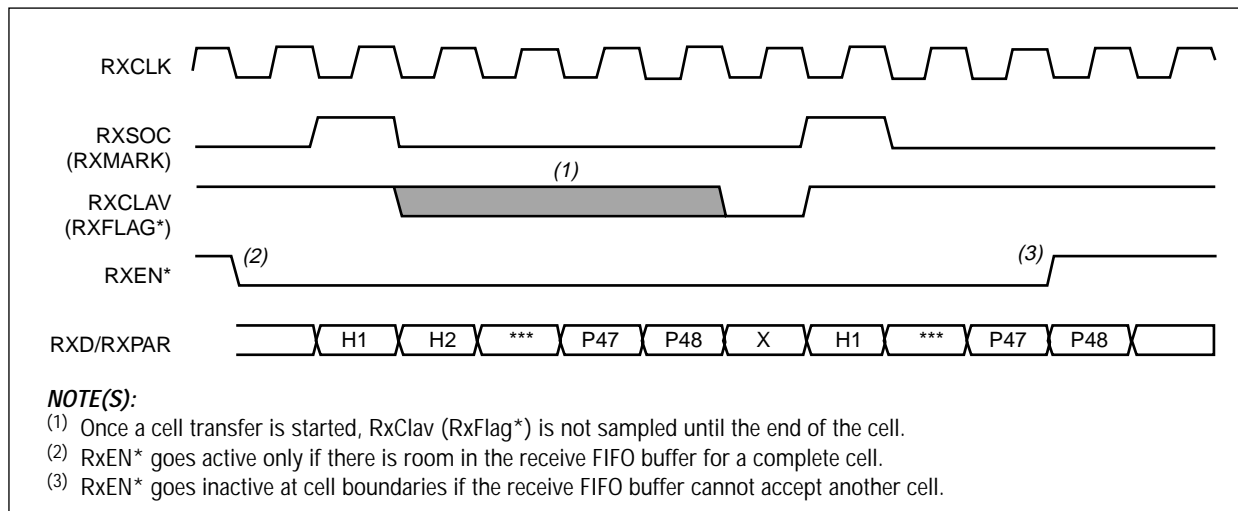 RXCLK
RXSOC
(RXMARK)
(1)
RXCLAV
(RXFLAG*)
(2)
(3)
RXEN*
RXD/RXPAR
H1 H2 *** P47 P48 X H1 *** P47 P48
NOTE(S):
(1) Once a cell transfer is started, RxClav (RxFlag*) is not sampled until the end of the cell.
(2) RxEN* goes active only if there is room in the receive FIFO buffer for a complete cell.
(3) RxEN* goes inactive at cell boundaries if the receive FIFO buffer cannot accept another cell.